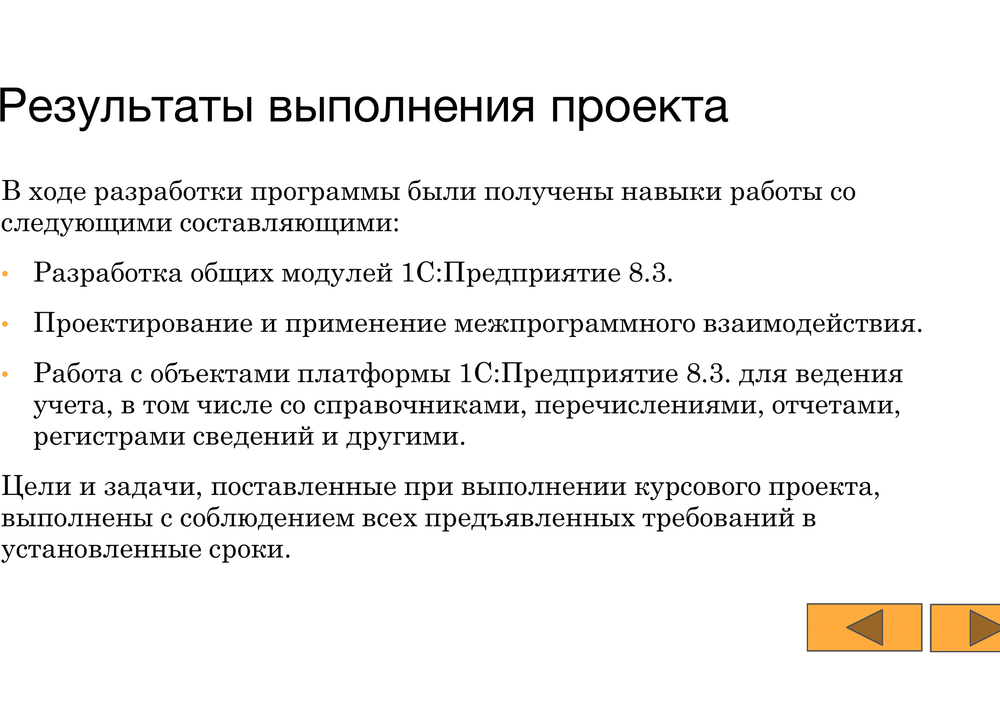 Результаты выполнения проекта
В ходе разработки программы были получены навыки работы со
следующими составляющими:
• Разработка общих модулей 1С:Предприятие 8.3.
• Проектирование и применение межпрограммного взаимодействия.
• Работа с объектами платформы 1С:Предприятие 8.3. для ведения
учета, в том числе со справочниками, перечислениями, отчетами,
регистрами сведений и другими.
Цели и задачи, поставленные при выполнении курсового проекта,
выполнены с соблюдением всех предъявленных требований в
установленные сроки.